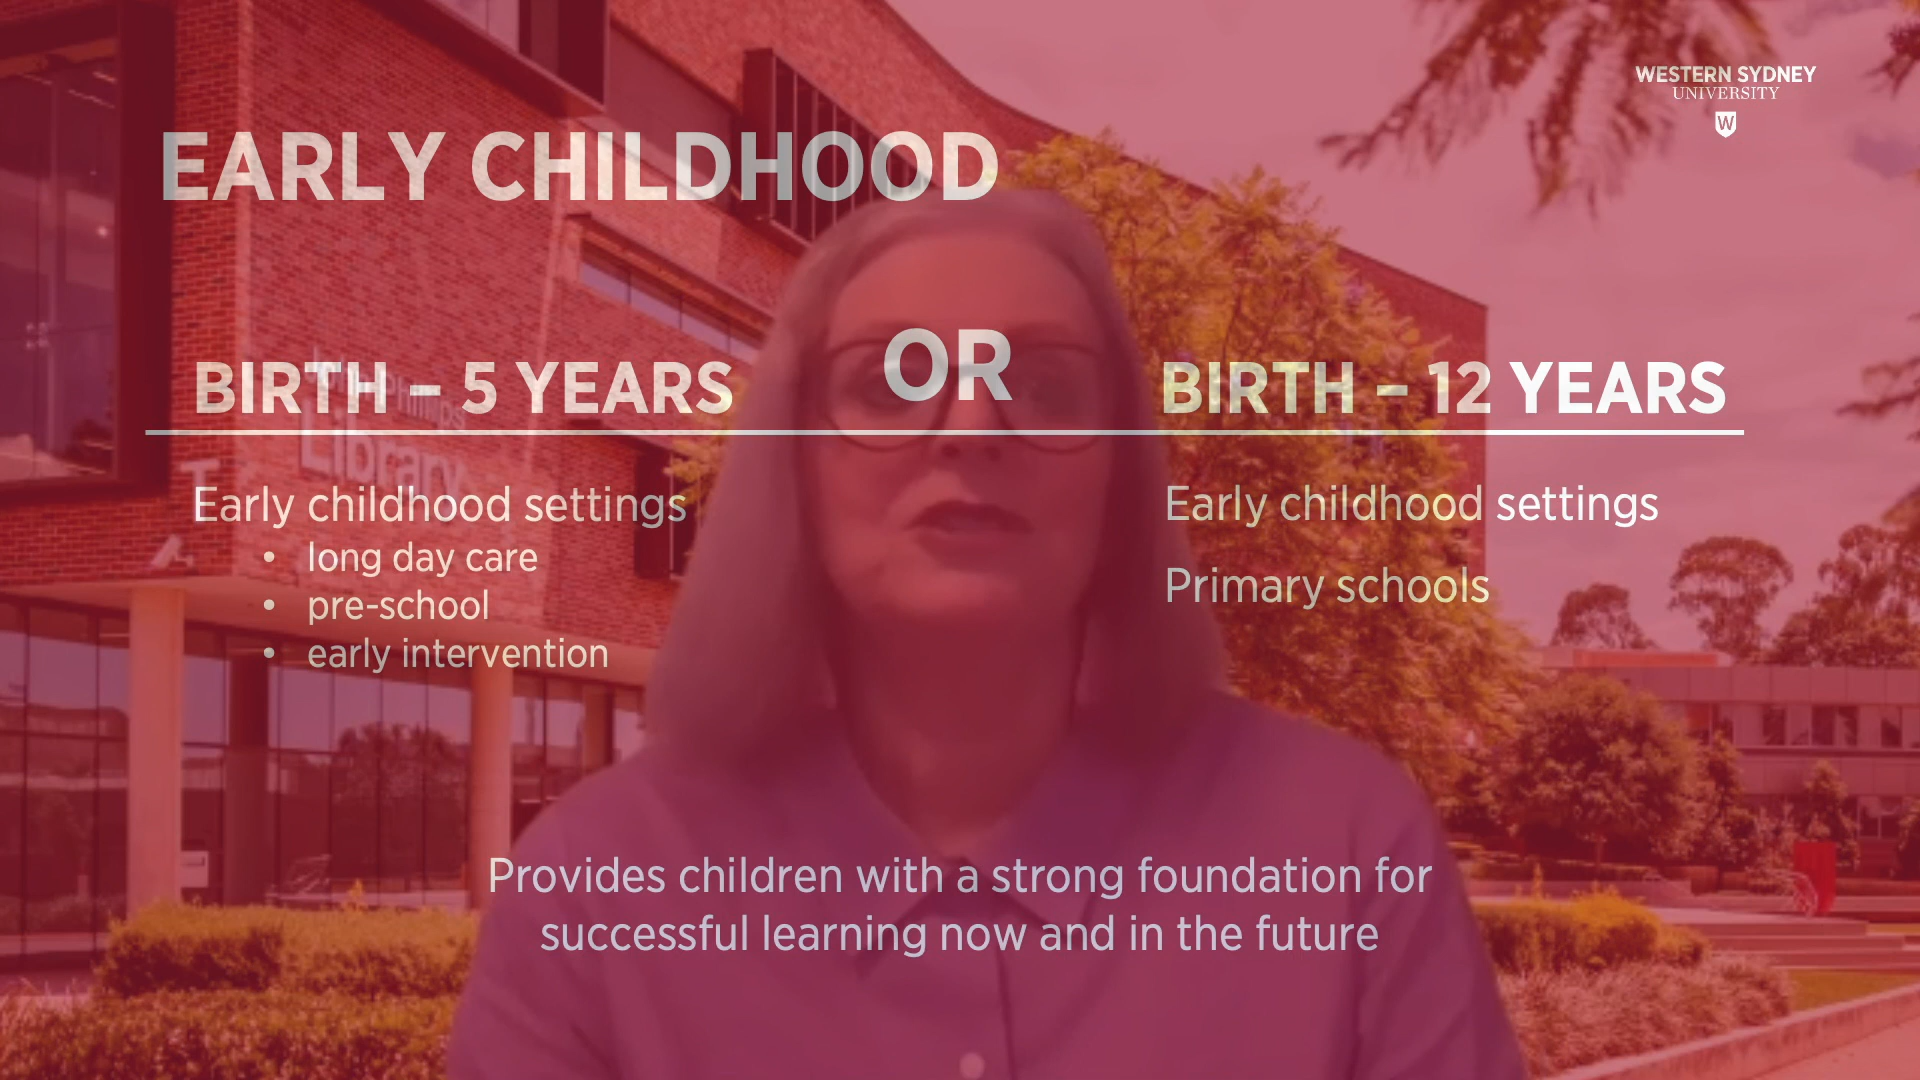 WESTERN SYDNEY
UNIVERSITY
W
EARLY CHILDHOOD
OR
BIRTH – 5 YEARS
Early childhood settings
• long day care
• pre-school
• early intervention
BIRTH – 12 YEARS
Early childhood settings
Primary schools
Library
Provides children with a strong foundation for
successful learning now and in the future